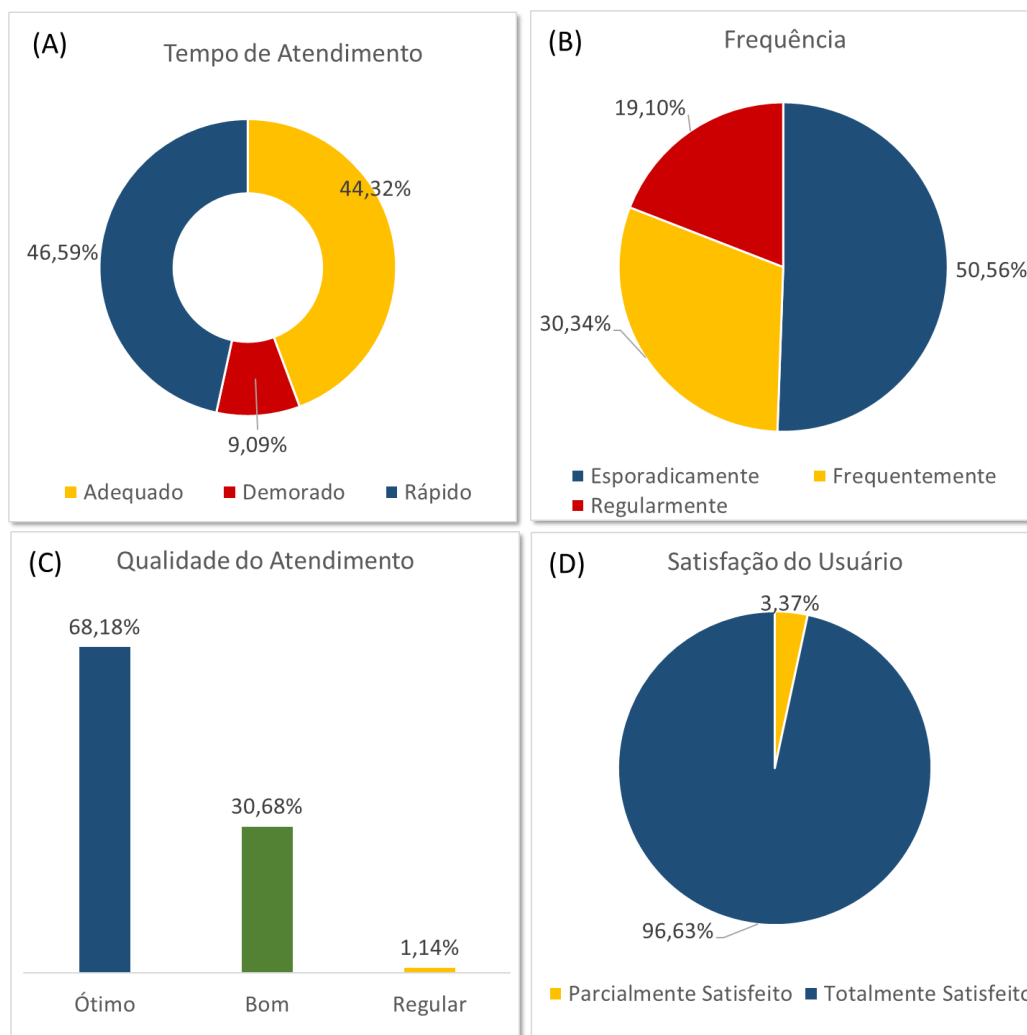 (A)
Tempo de Atendimento
44,32%
46,59%
9,09%
Adequado Demorado Rápido
(B)
Frequência
19,10%
50,56%
30,34%
Esporadicamente Frequentemente
Regularmente
(C)
Qualidade do Atendimento
68,18%
30,68%
1,14%
Ótimo Bom Regular
(D)
Satisfação do Usuário
3,37%
96,63%
Parcialmente Satisfeito Totalmente Satisfeito